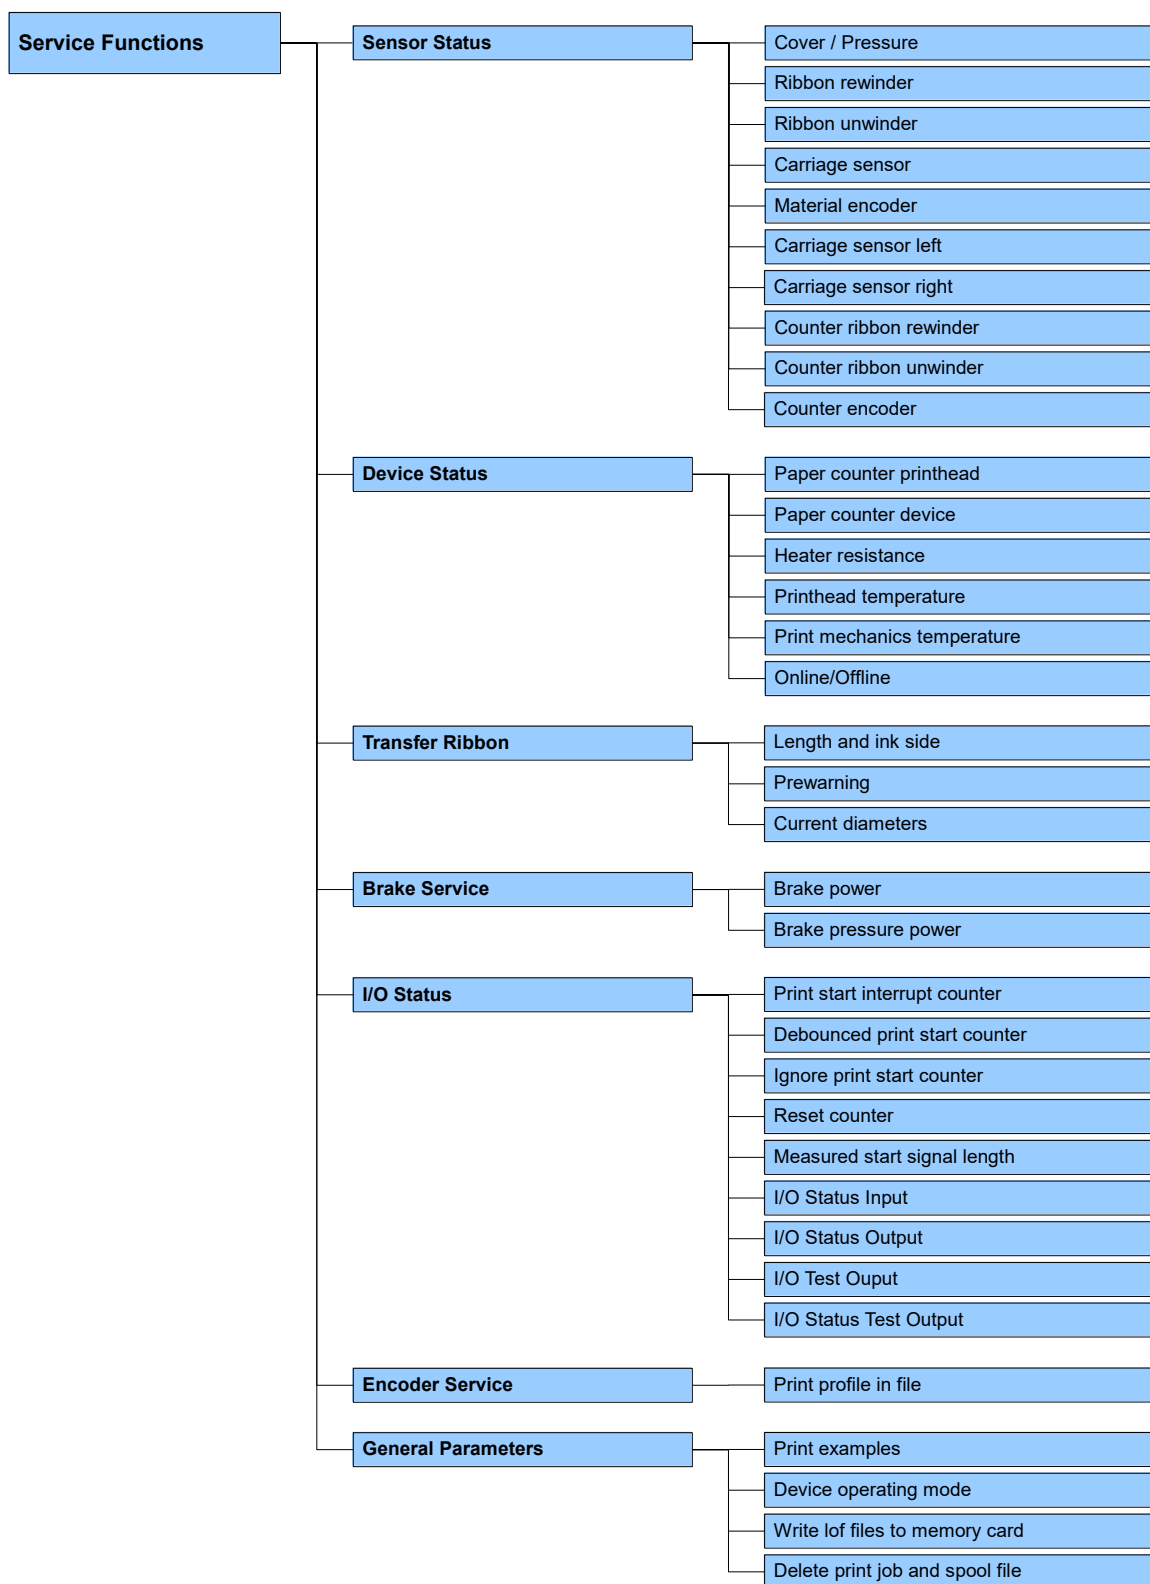 Service Functions
Sensor Status
Cover / Pressure
Ribbon rewinder
Ribbon unwinder
Carriage sensor
Material encoder
Carriage sensor left
Carriage sensor right
Counter ribbon rewinder
Counter ribbon unwinder
Counter encoder
Device Status
Paper counter printhead
Paper counter device
Heater resistance
Printhead temperature
Print mechanics temperature
Online/Offline
Transfer Ribbon
Length and ink side
Prewarning
Current diameters
Brake Service
Brake power
Brake pressure power
I/O Status
Print start interrupt counter
Debounced print start counter
Ignore print start counter
Reset counter
Measured start signal length
I/O Status Input
I/O Status Output
I/O Test Ouput
I/O Status Test Output
Encoder Service
Print profile in file
General Parameters
Print examples
Device operating mode
Write lof files to memory card
Delete print job and spool file